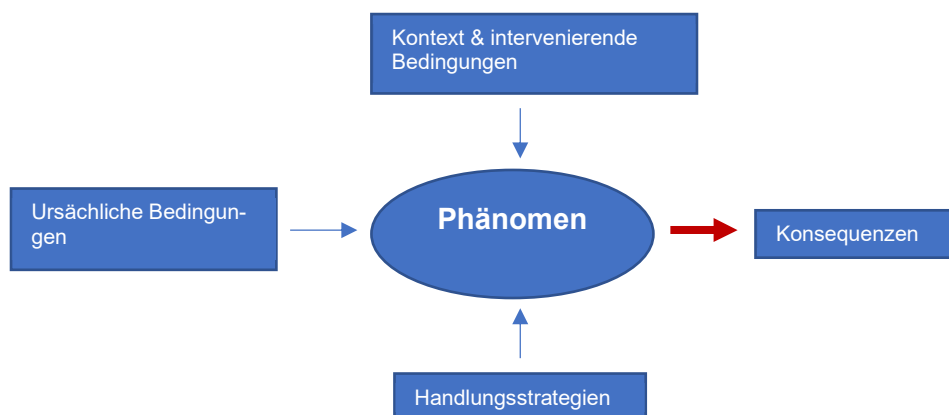 Kontext & intervenierende
Bedingungen
Ursächliche Bedingun-
gen
Phänomen
Konsequenzen
Handlungsstrategien